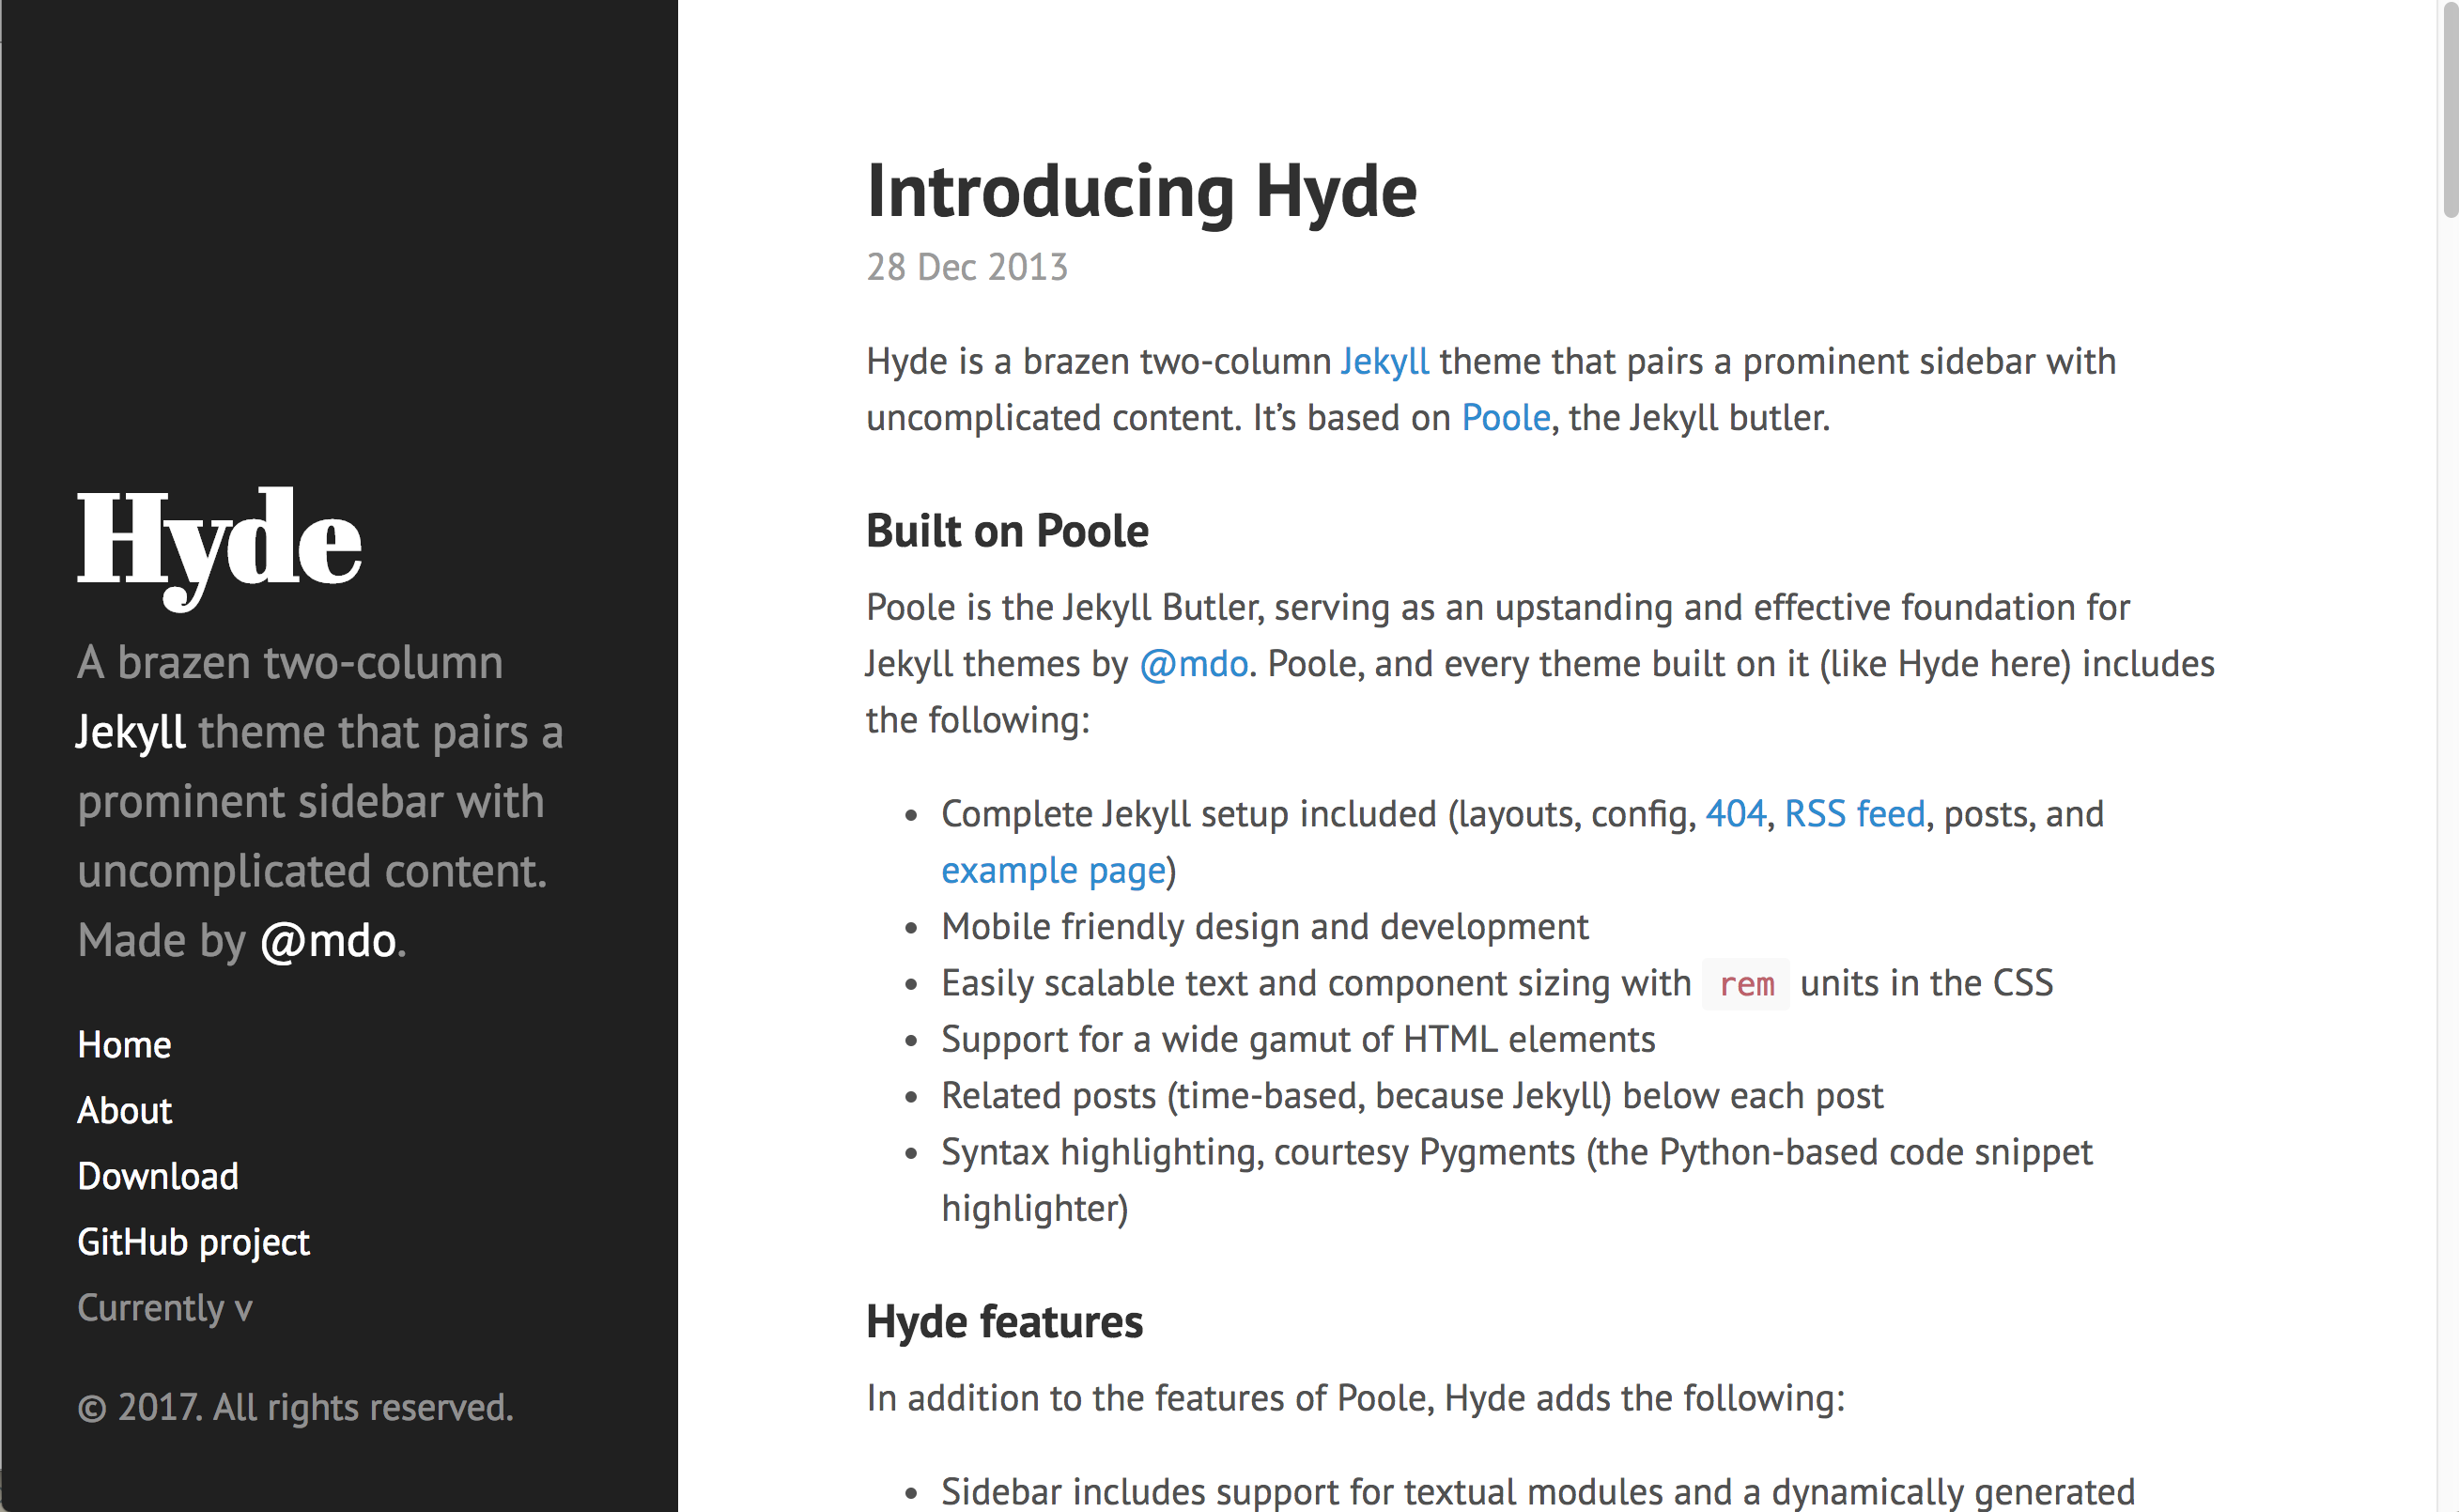 Hyde
A brazen two-column
Jekyll theme that pairs a
prominent sidebar with
uncomplicated content.
Made by @mdo.
Home
About
Download
GitHub project
Currently v
© 2017. All rights reserved.
Introducing Hyde
28 Dec 2013
Hyde is a brazen two-column Jekyll theme that pairs a prominent sidebar with
uncomplicated content. It’s based on Poole, the Jekyll butler.
Built on Poole
Poole is the Jekyll Butler, serving as an upstanding and effective foundation for
Jekyll themes by @mdo. Poole, and every theme built on it (like Hyde here) includes
the following:
• Complete Jekyll setup included (layouts, config, 404, RSS feed, posts, and
example page)
• Mobile friendly design and development
• Easily scalable text and component sizing with rem units in the CSS
• Support for a wide gamut of HTML elements
• Related posts (time-based, because Jekyll) below each post
• Syntax highlighting, courtesy Pygments (the Python-based code snippet
highlighter)
Hyde features
In addition to the features of Poole, Hyde adds the following:
• Sidebar includes support for textual modules and a dynamically generated